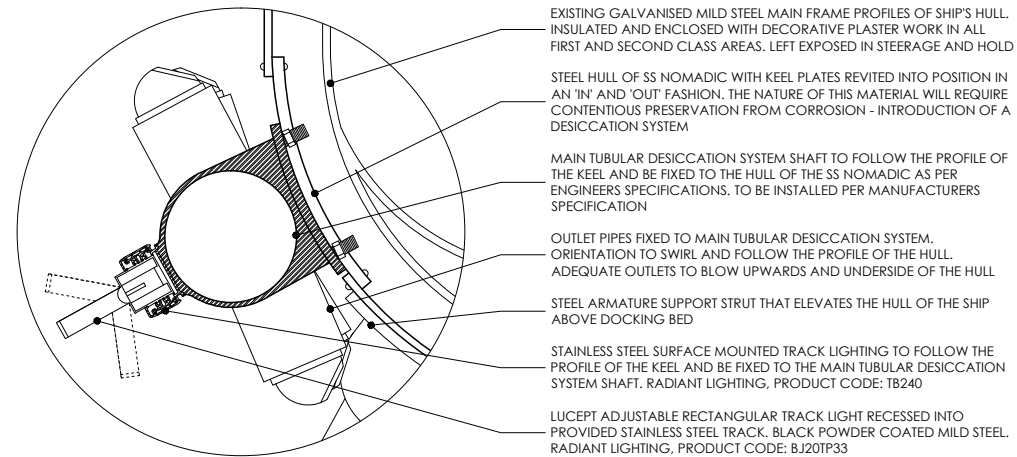 EXISTING GALVANISED MILD STEEL MAIN FRAME PROFILES OF SHIP'S HULL.
INSULATED AND ENCLOSED WITH DECORATIVE PLASTER WORK IN ALL
FIRST AND SECOND CLASS AREAS. LEFT EXPOSED IN STEERAGE AND HOLD
STEEL HULL OF SS NOMADIC WITH KEEL PLATES REVITED INTO POSITION IN
AN 'IN' AND 'OUT' FASHION. THE NATURE OF THIS MATERIAL WILL REQUIRE
CONTENTIOUS PRESERVATION FROM CORROSION - INTRODUCTION OF A
DESICCATION SYSTEM
MAIN TUBULAR DESICCATION SYSTEM SHAFT TO FOLLOW THE PROFILE OF
THE KEEL AND BE FIXED TO THE HULL OF THE SS NOMADIC AS PER
ENGINEERS SPECIFICATIONS. TO BE INSTALLED PER MANUFACTURERS
SPECIFICATION
OUTLET PIPES FIXED TO MAIN TUBULAR DESICCATION SYSTEM.
ORIENTATION TO SWIRL AND FOLLOW THE PROFILE OF THE HULL.
ADEQUATE OUTLETS TO BLOW UPWARDS AND UNDERSIDE OF THE HULL
STEEL ARMATURE SUPPORT STRUT THAT ELEVATES THE HULL OF THE SHIP
ABOVE DOCKING BED
STAINLESS STEEL SURFACE MOUNTED TRACK LIGHTING TO FOLLOW THE
PROFILE OF THE KEEL AND BE FIXED TO THE MAIN TUBULAR DESICCATION
SYSTEM SHAFT. RADIANT LIGHTING, PRODUCT CODE: TB240
LUCEPT ADJUSTABLE RECTANGULAR TRACK LIGHT RECESSED INTO
PROVIDED STAINLESS STEEL TRACK. BLACK POWDER COATED MILD STEEL.
RADIANT LIGHTING, PRODUCT CODE: BJ20TP33